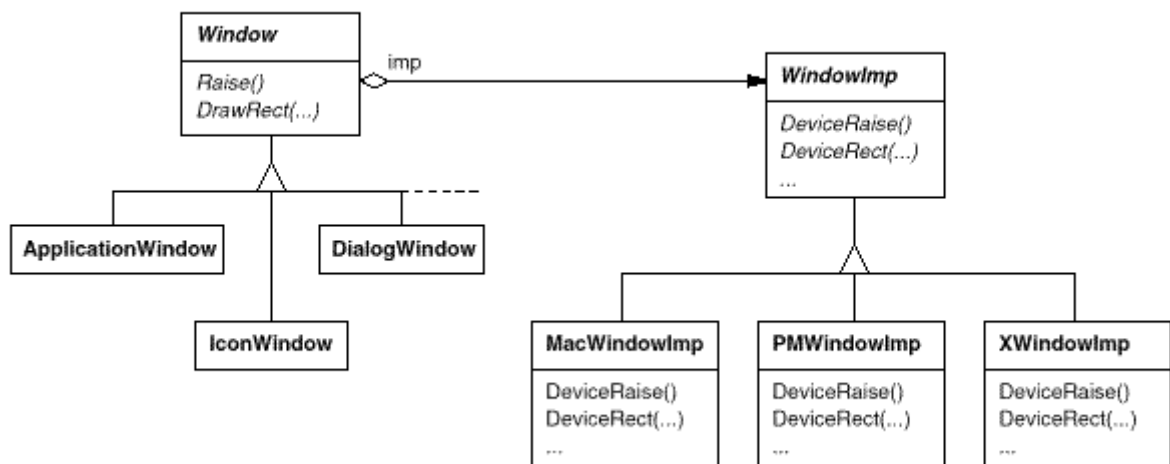 Window
Raise()
DrawRect(...)
imp
WindowImp
DeviceRaise()
DeviceRect(...)
...
ApplicationWindow
DialogWindow
IconWindow
MacWindowImp
DeviceRaise()
DeviceRect(...)
...
PMWindowImp
DeviceRaise()
DeviceRect(...)
...
XWindowImp
DeviceRaise()
DeviceRect(...)
...